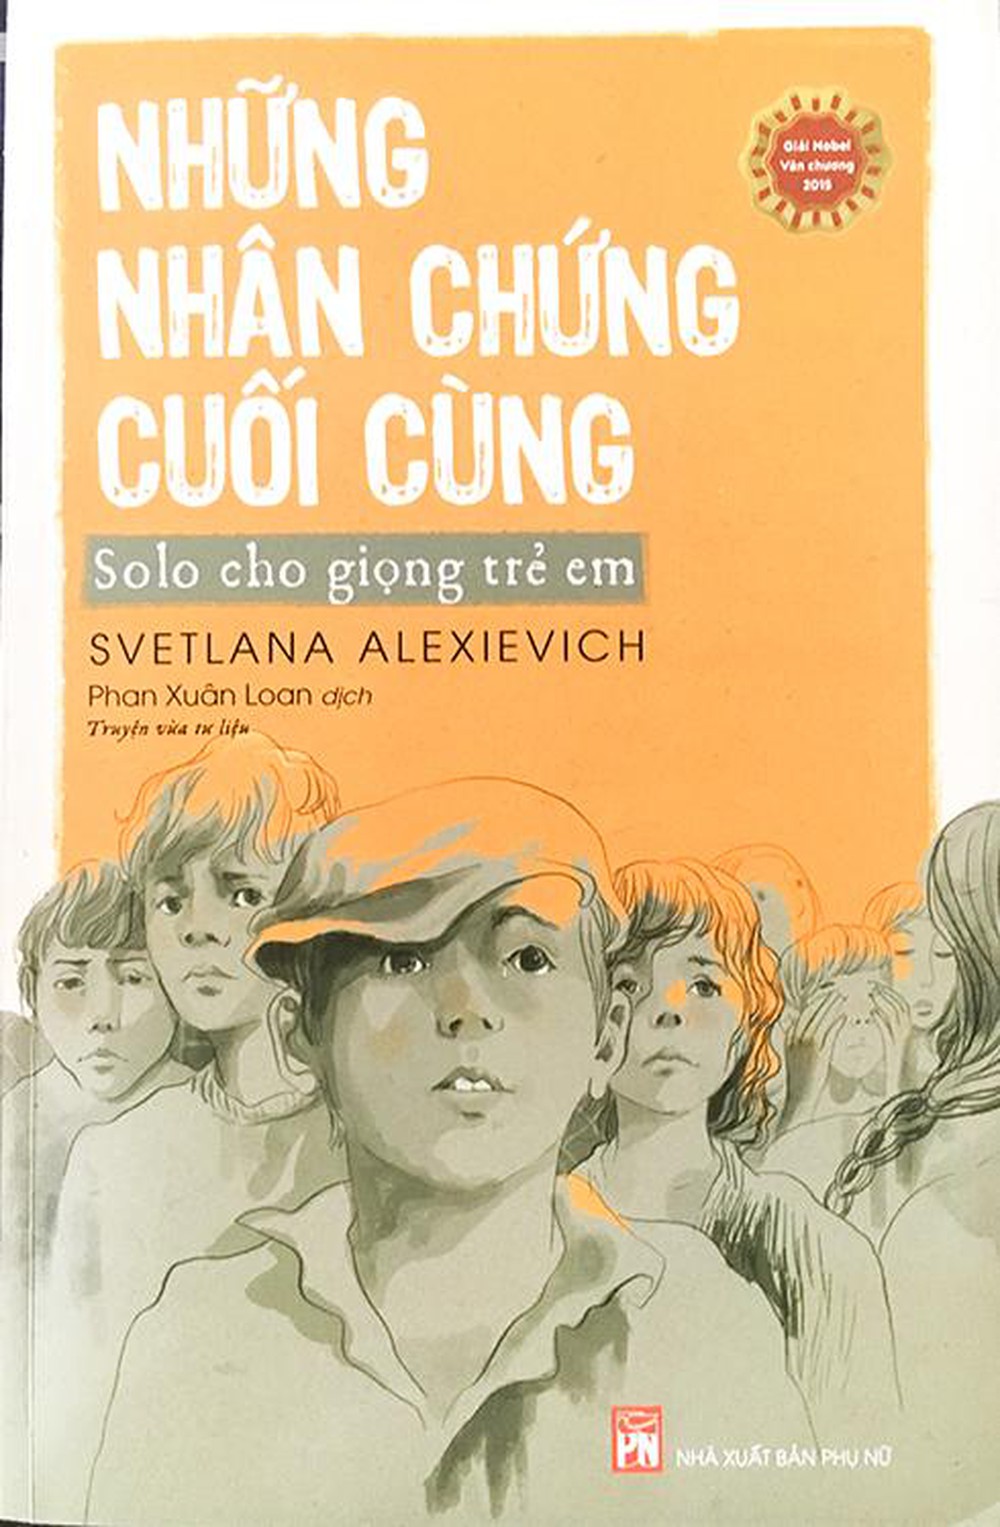 NHỮNG
NHÂN CHỨNG
CUỐI CÙNG
Giải Nobel
Văn chương
2015
Solo cho giọng trẻ em
SVETLANA ALEXIEVICH
Phan Xuân Loan dịch
Truyện vừa tư liệu
PN
NHÀ XUẤT BẢN PHỤ NỮ